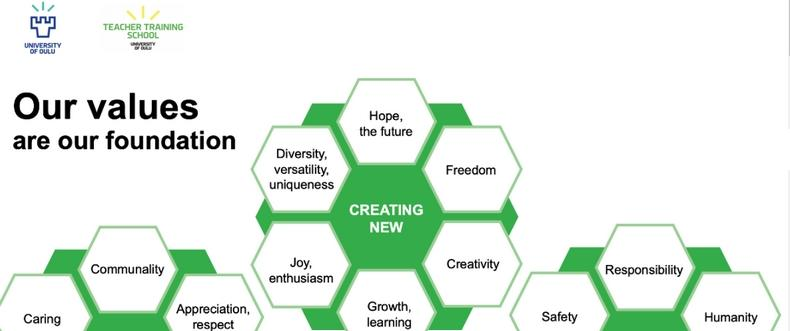 UNIVERSITY
OF OULU
TEACHER TRAINING
SCHOOL
UNIVERSITY
OF OULU
Our values
are our foundation
Hope,
the future
Diversity,
versatility,
uniqueness
Freedom
CREATING
NEW
Joy,
enthusiasm
Creativity
Growth,
learning
Communality
Caring
Appreciation,
respect
Responsibility
Safety
Humanity